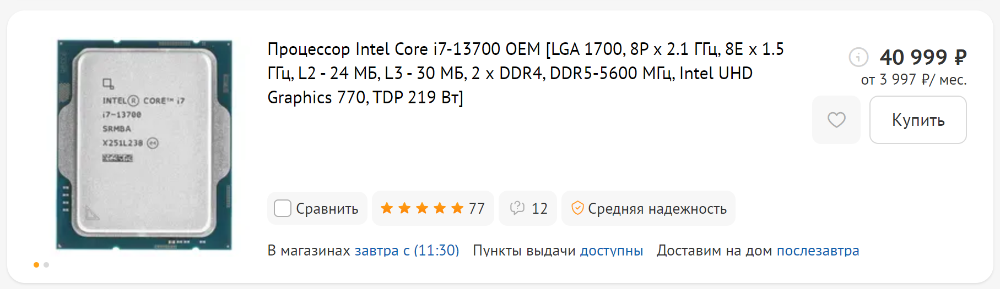 Процессор Intel Core i7-13700 OEM [LGA 1700, 8P x 2.1 ГГц, 8E x 1.5
ГГц, L2 - 24 МБ, L3 - 30 МБ, 2 x DDR4, DDR5-5600 МГц, Intel UHD
Graphics 770, TDP 219 Вт]
40 999 ₽
от 3 997 ₽/ мес.
Купить
INTEL® CORE™ i7
i7-13700
SRMBA
X251L238 e4
Сравнить
77
12
Средняя надежность
В магазинах завтра с (11:30) Пункты выдачи доступны Доставим на дом послезавтра